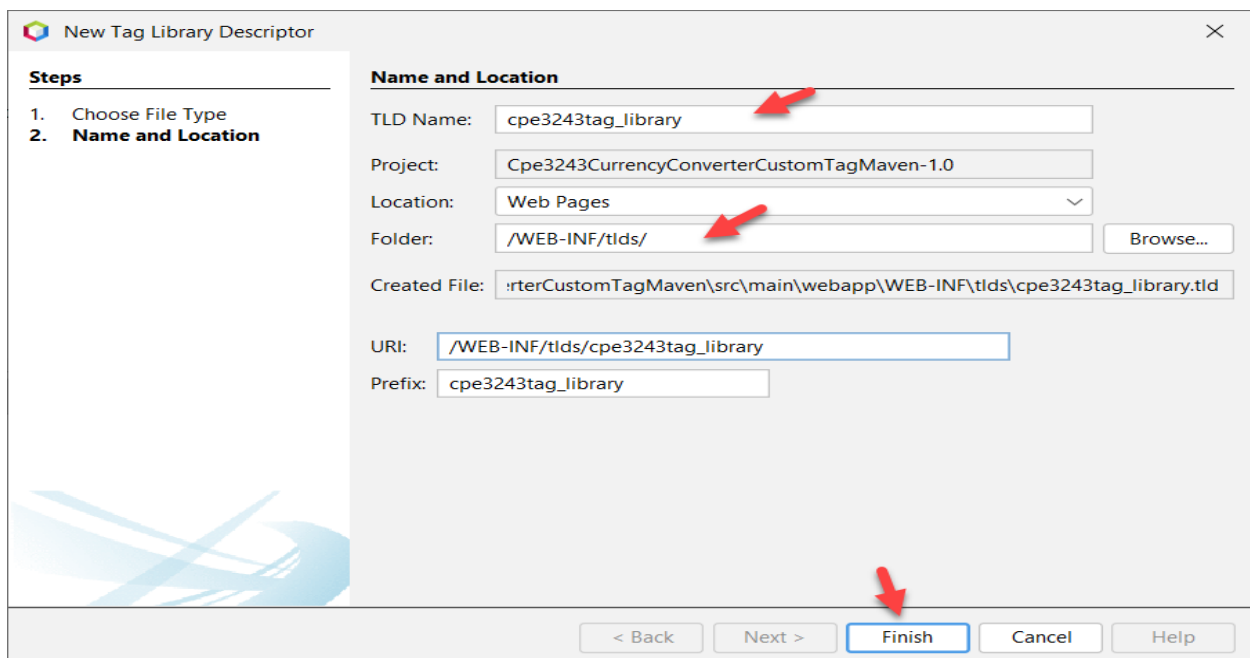 New Tag Library Descriptor
Steps
1. Choose File Type
2. Name and Location
Name and Location
TLD Name: cpe3243tag_library
Project: Cpe3243CurrencyConverterCustomTagMaven-1.0
Location: Web Pages
Folder: /WEB-INF/tlds/ Browse...
Created File: erterCustomTagMaven\src\main\webapp\WEB-INF\tlds\cpe3243tag_library.tld
URI: /WEB-INF/tlds/cpe3243tag_library
Prefix: cpe3243tag_library
< Back Next > Finish Cancel Help